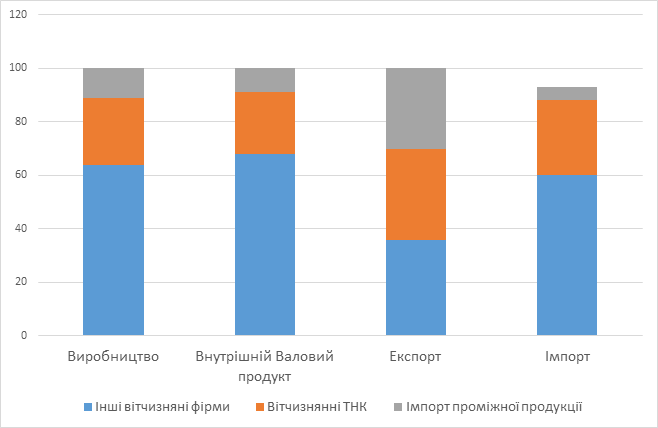 120
100
80
60
40
20
0
Виробництво
Внутрішній Валовий
продукт
Експорт
Імпорт
Інші вітчизняні фірми
Вітчизнянні ТНК
Імпорт проміжної продукції